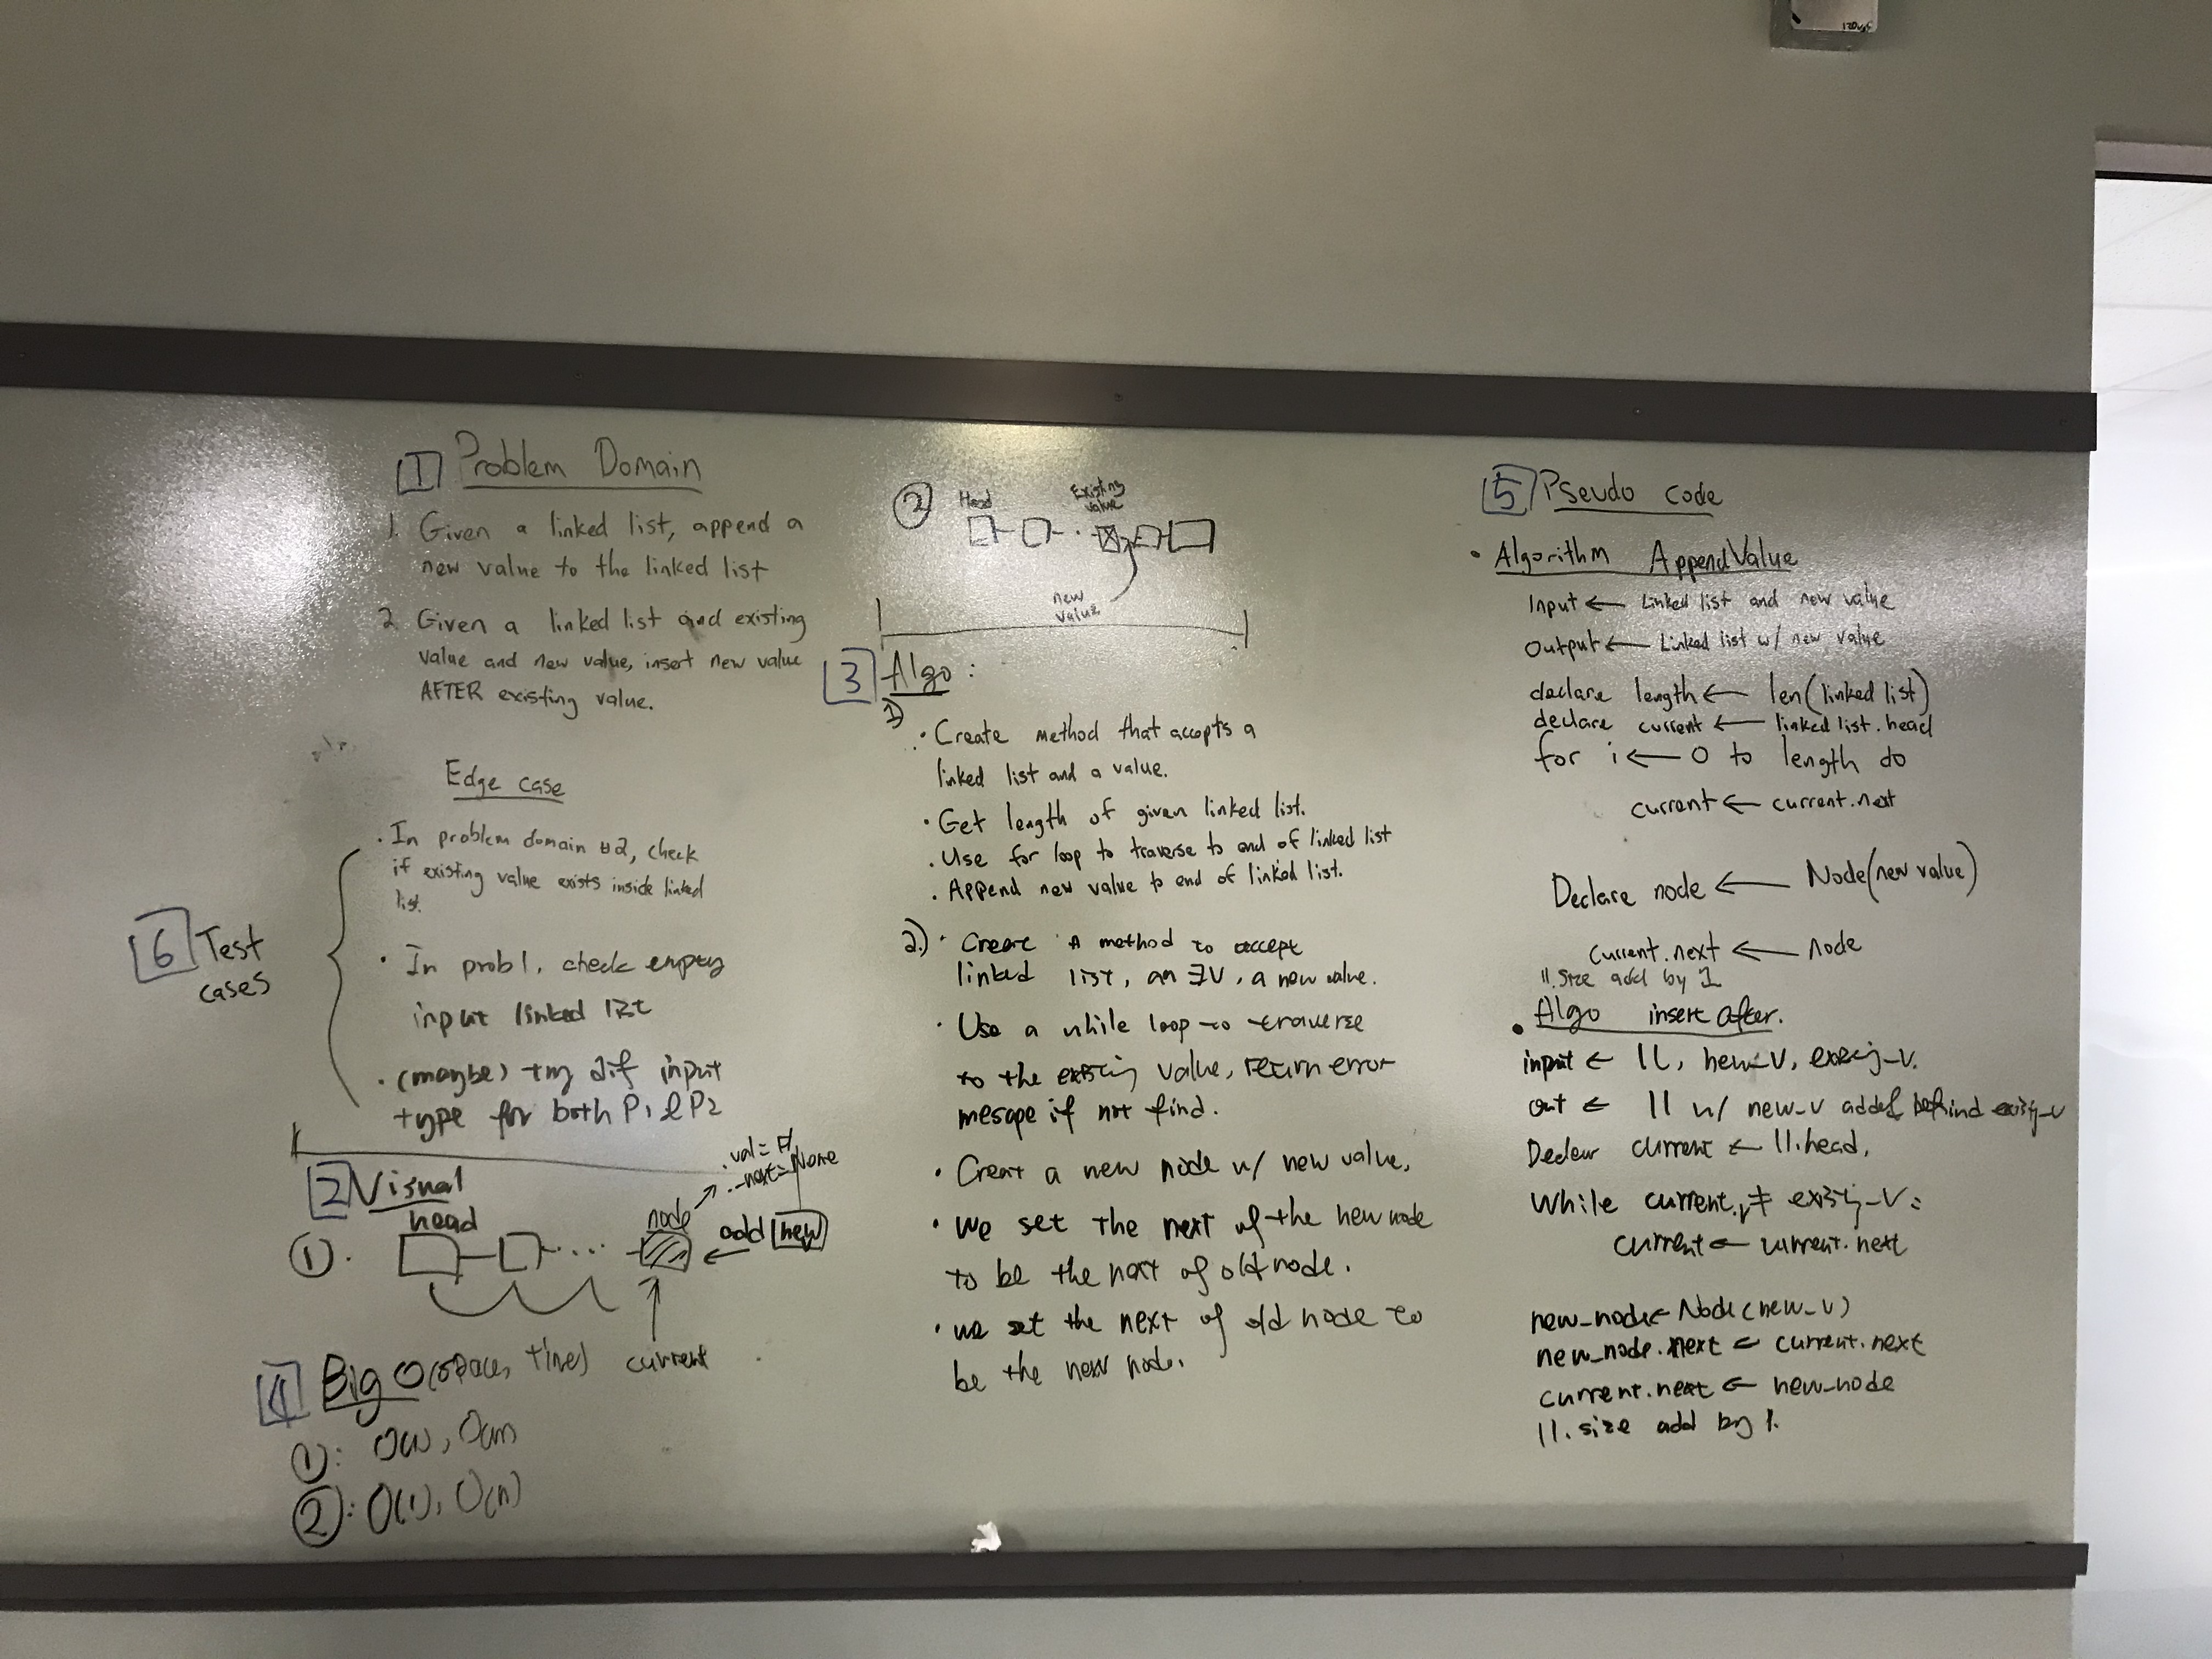 1 Problem Domain
1. Given a linked list, append a
new value to the linked list
2. Given a linked list and existing
value and new value, insert new value
AFTER existing value.
Edge case
6 Test
cases
· In problem domain #2, check
if existing value exists inside linked
list.
· In prob1, check empty
input linked list
· (maybe) try dif input
type for both P1 & P2
2 Visual
head
① .
node
.val =
.-next = None
add new
current
4 Big O (space, time)
①: O(1), O(n)
②: O(1), O(n)
② Head
Existing
value
new
value
3 Algo :
1)
· Create method that accepts a
linked list and a value.
· Get length of given linked list.
· Use for loop to traverse to end of linked list
· Append new value to end of linked list.
2.) · Create A method to accept
linked list, an ∃V, a new value.
· Use a while loop to traverse
to the existing value, return error
mesage if not find.
· Creat a new node w/ new value.
· we set the next of the new node
to be the next of old node.
· we set the next of old node to
be the new node.
5 Pseudo code
· Algorithm AppendValue
Input ← Linked list and new value
Output ← Linked list w/ new value
declare length ← len(linked list)
declare current ← linked list.head
for i ← 0 to length do
current ← current.next
Declare node ← Node(new value)
current.next ← node
ll.size add by 1
· Algo insert after.
input ← ll, new_v, existing_v.
out ← ll w/ new_v added behind existing_v
Declar current ← ll.head.
While current. ≠ existing_v:
current ← current.next
new_node ← Node(new_v)
new_node.next ← current.next
current.next ← new_node
ll.size add by 1.